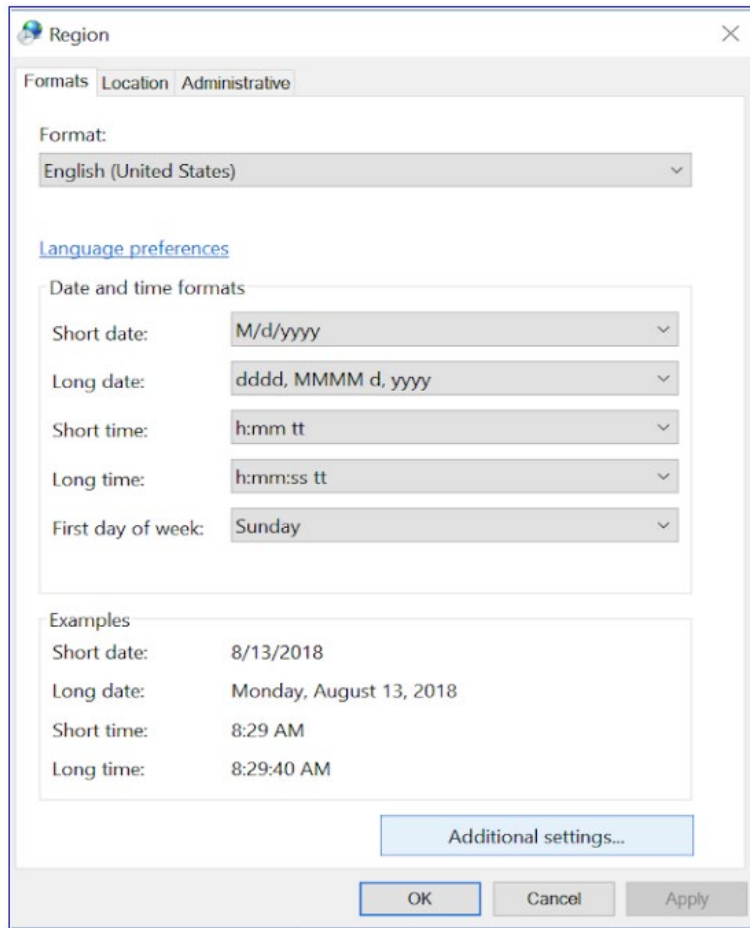 Region
Formats Location Administrative
Format:
English (United States)
Language preferences
Date and time formats
Short date: M/d/yyyy
Long date: dddd, MMMM d, yyyy
Short time: h:mm tt
Long time: h:mm:ss tt
First day of week: Sunday
Examples
Short date: 8/13/2018
Long date: Monday, August 13, 2018
Short time: 8:29 AM
Long time: 8:29:40 AM
Additional settings...
OK Cancel Apply